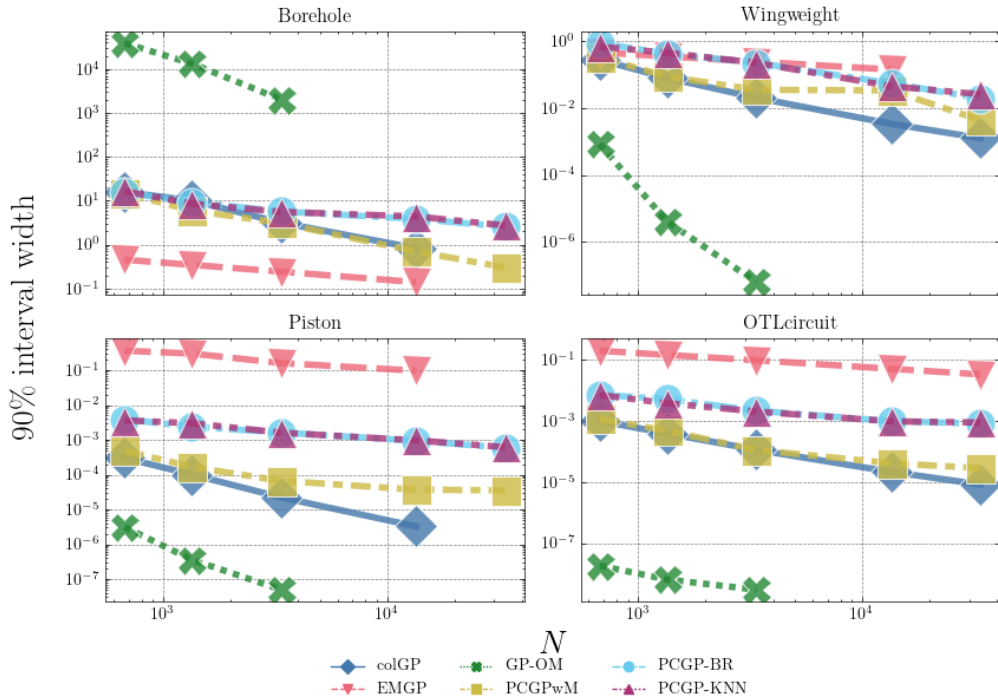 Borehole
Wingweight
10^4
10^3
10^2
10^1
10^0
10^-1
10^0
10^-2
10^-4
10^-6
90% interval width
Piston
OTLcircuit
10^-1
10^-2
10^-3
10^-4
10^-5
10^-6
10^-7
10^-1
10^-3
10^-5
10^-7
10^3
10^4
10^3
10^4
N
colGP
GP-OM
PCGP-BR
EMGP
PCGPwM
PCGP-KNN